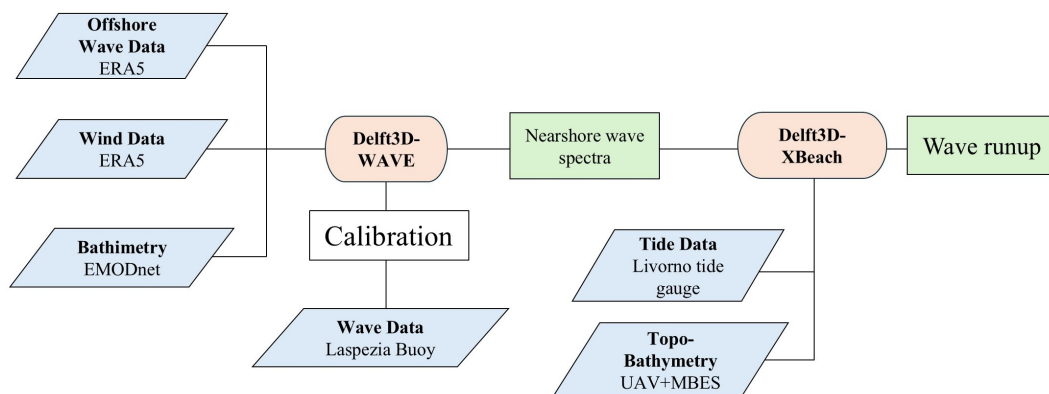 Offshore
Wave Data
ERA5
Wind Data
ERA5
Bathimetry
EMODnet
Delft3D-
WAVE
Calibration
Wave Data
Laspezia Buoy
Nearshore wave
spectra
Delft3D-
XBeach
Wave runup
Tide Data
Livorno tide
gauge
Topo-
Bathymetry
UAV+MBES